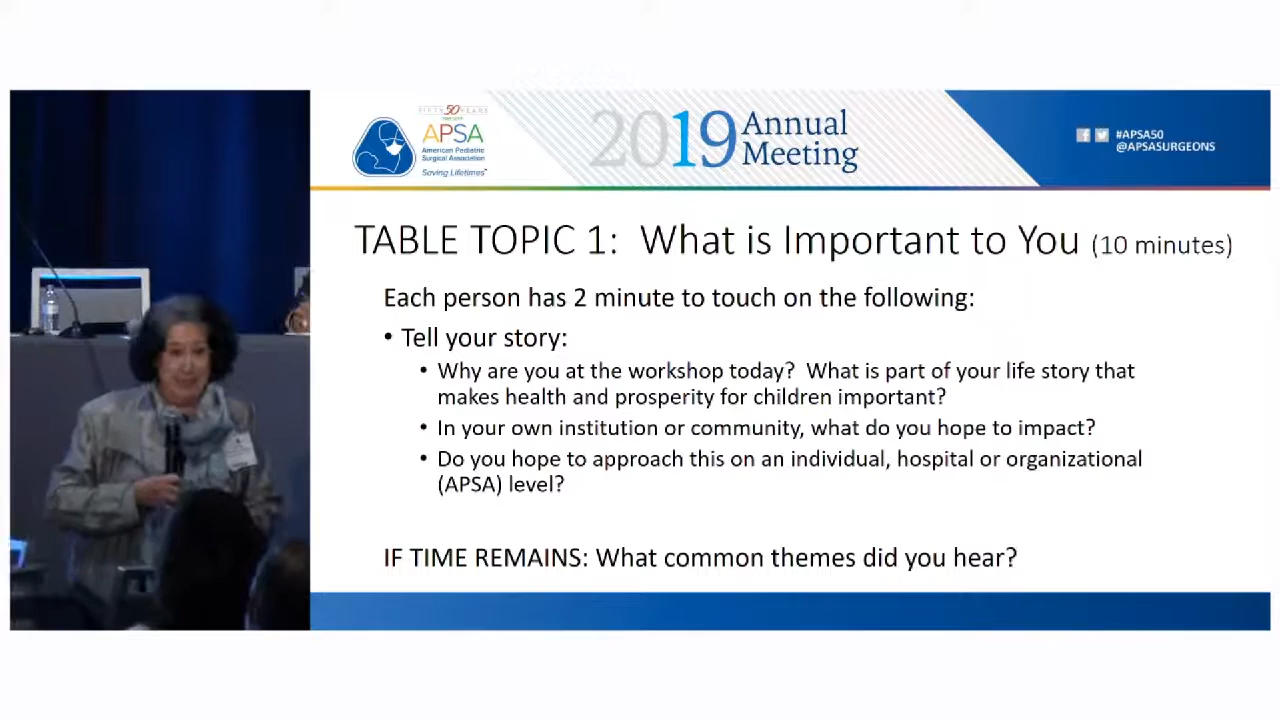 FIFTY 50 YEARS
APSA
American Pediatric
Surgical Association
Saving Lifetimes™
2019 Annual
Meeting
#APSA50
@APSASURGEONS
TABLE TOPIC 1: What is Important to You (10 minutes)
Each person has 2 minute to touch on the following:
• Tell your story:
• Why are you at the workshop today? What is part of your life story that
makes health and prosperity for children important?
• In your own institution or community, what do you hope to impact?
• Do you hope to approach this on an individual, hospital or organizational
(APSA) level?
IF TIME REMAINS: What common themes did you hear?